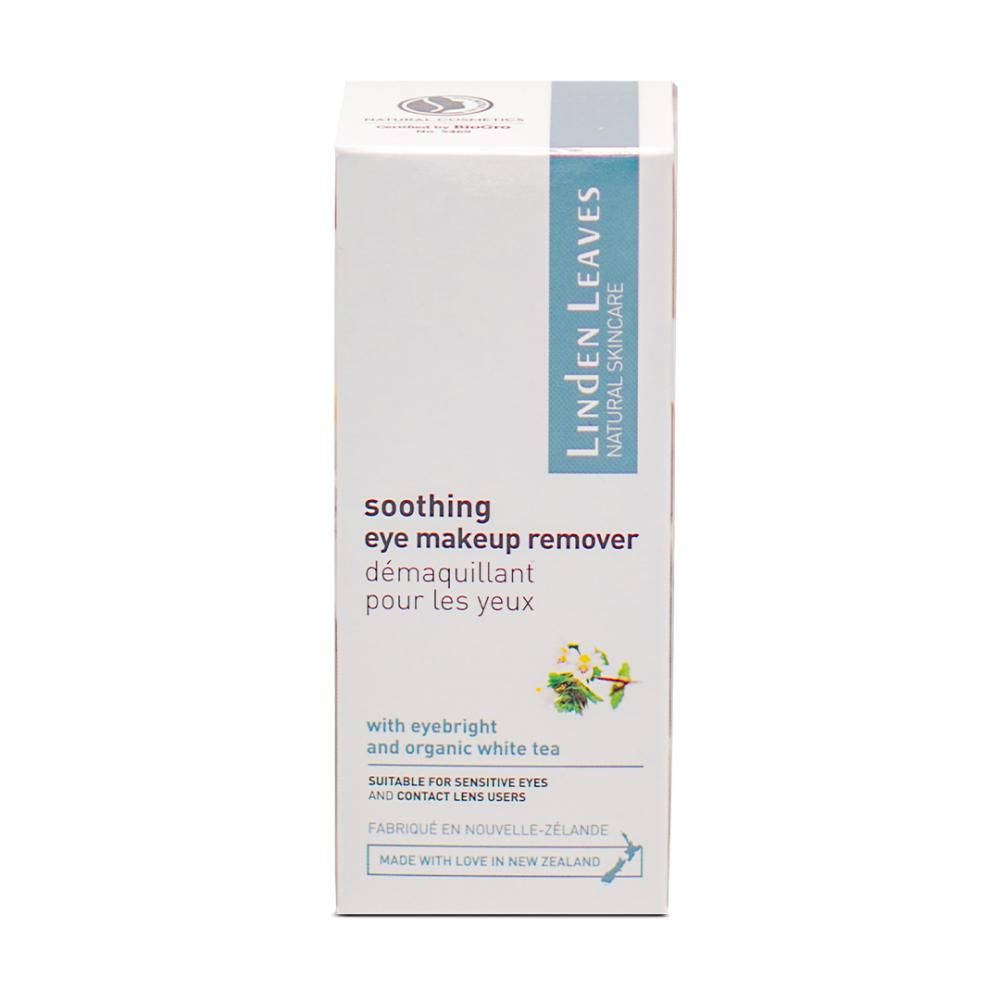 NATURAL COSMETICS
Certified by BioGro
No. 5469
LINdEN LEAVES
NATURAL SKINCARE
soothing
eye makeup remover
démaquillant
pour les yeux
with eyebright
and organic white tea
SUITABLE FOR SENSITIVE EYES
AND CONTACT LENS USERS
FABRIQUÉ EN NOUVELLE-ZÉLANDE
MADE WITH LOVE IN NEW ZEALAND